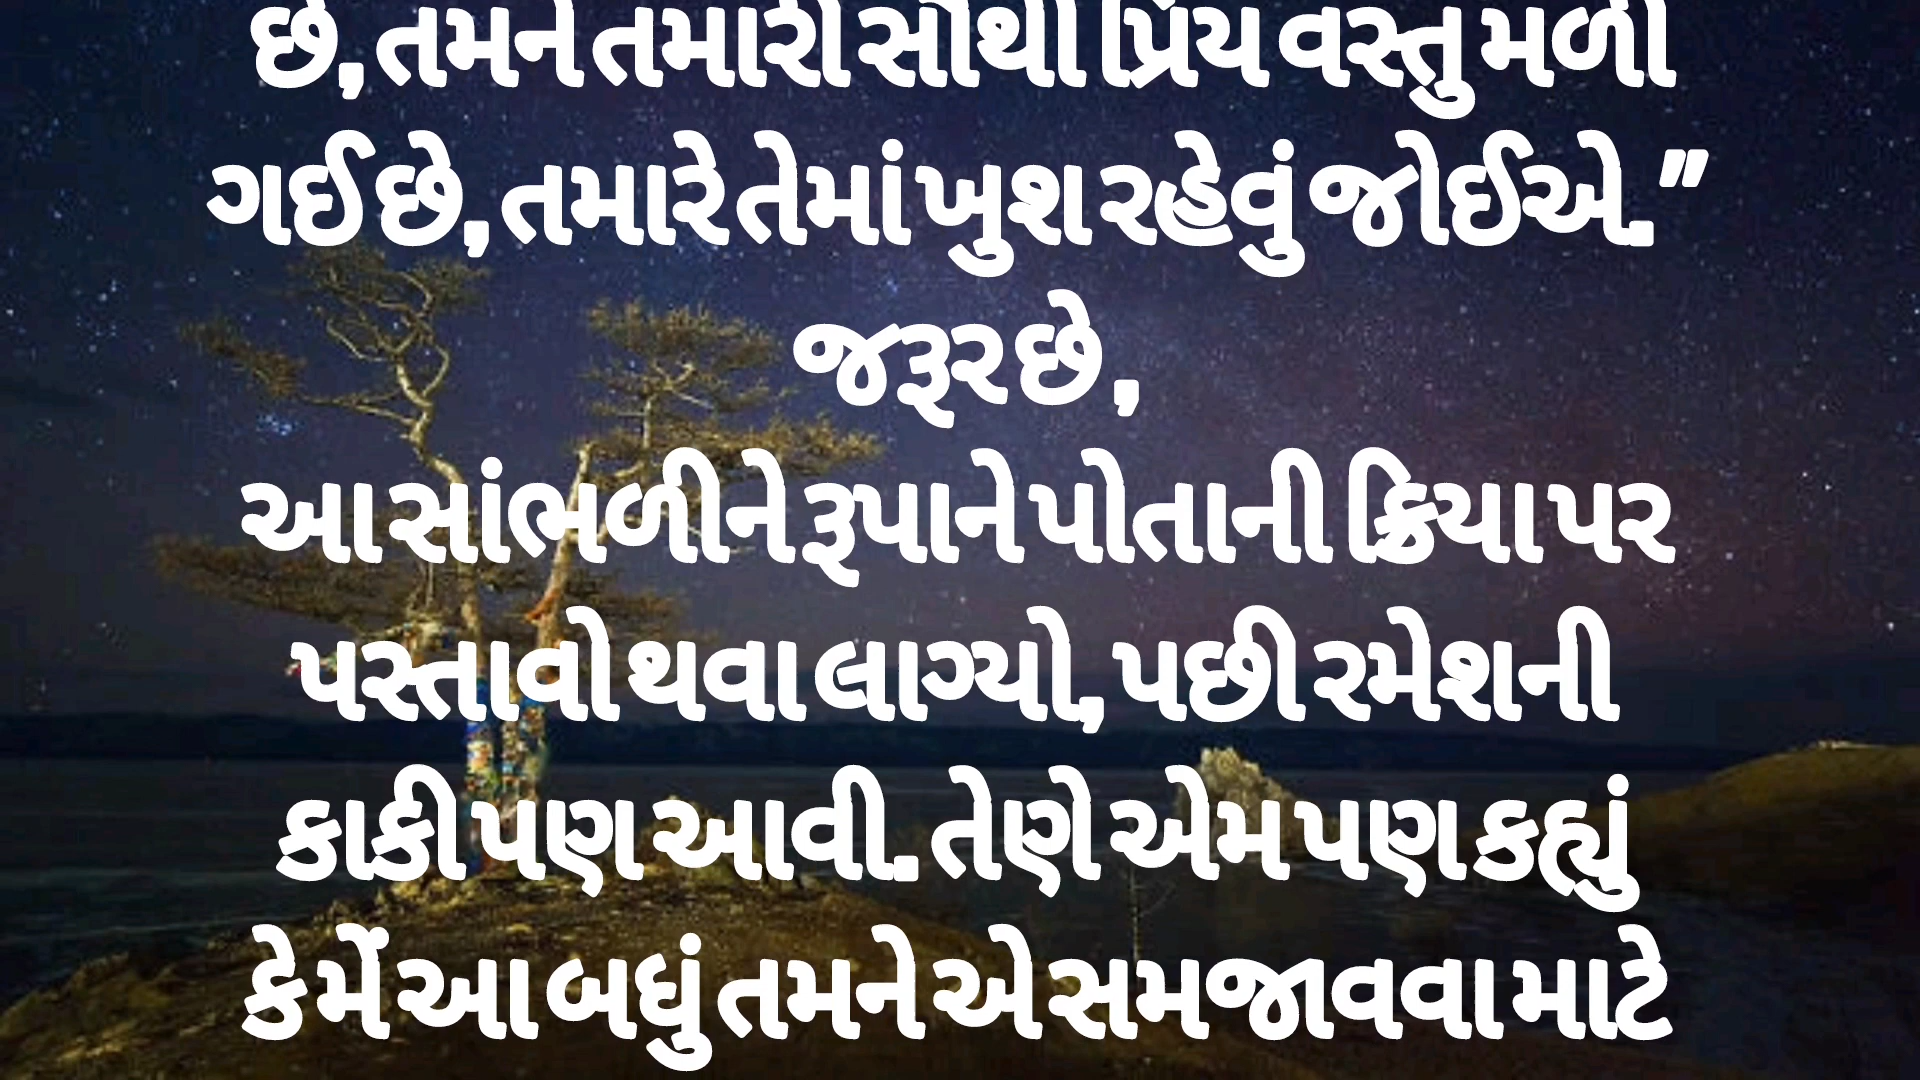 છે, તમને તમારી સૌથી પ્રિય વસ્તુ મળી
ગઈ છે, તમારે તેમાં ખુશ રહેવું જોઈએ.”
જરૂર છે ,
આ સાંભળીને રૂપાને પોતાની ક્રિયા પર
પસ્તાવો થવા લાગ્યો, પછી રમેશની
કાકી પણ આવી. તેણે એમ પણ કહ્યું
કે મેં આ બધું તમને એ સમજાવવા માટે